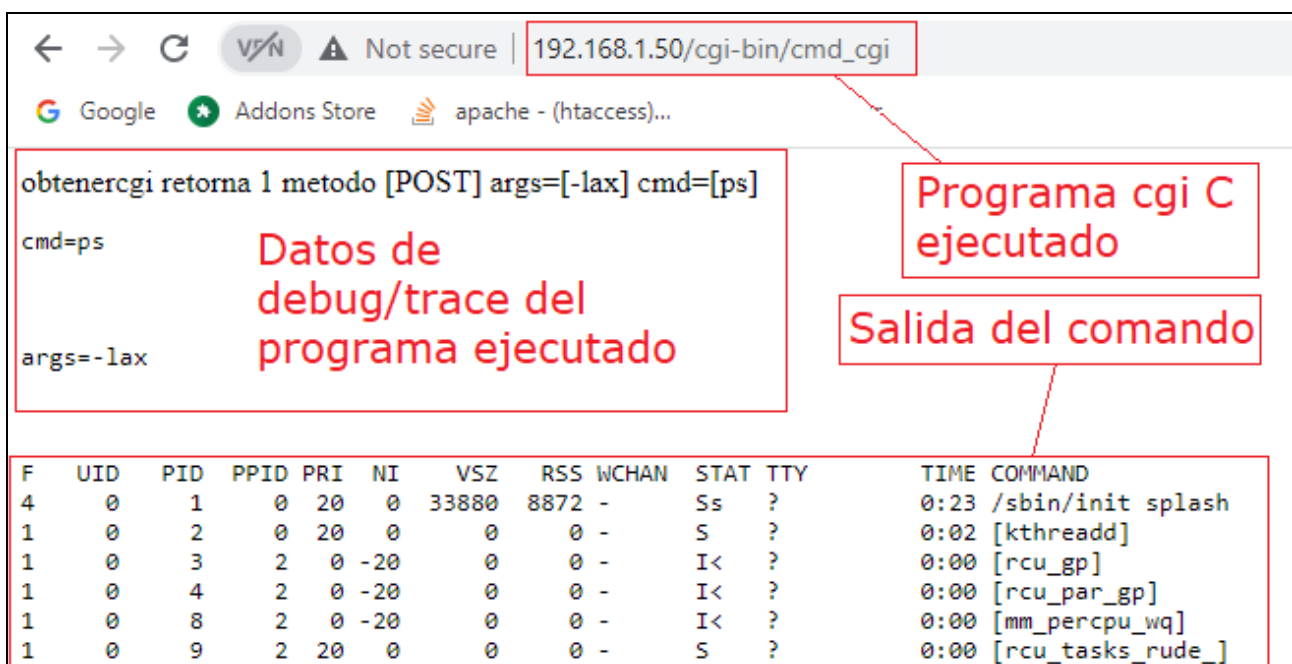 VPN Not secure 192.168.1.50/cgi-bin/cmd_cgi
Google Addons Store apache - (htaccess)...
obtenercgi retorna 1 metodo [POST] args=[-lax] cmd=[ps]
cmd=ps
args=-lax
Datos de
debug/trace del
programa ejecutado
Programa cgi C
ejecutado
Salida del comando
F UID PID PPID PRI NI VSZ RSS WCHAN STAT TTY TIME COMMAND
4 0 1 0 20 0 33880 8872 - Ss ? 0:23 /sbin/init splash
1 0 2 0 20 0 0 0 - S ? 0:02 [kthreadd]
1 0 3 2 0 -20 0 0 - I< ? 0:00 [rcu_gp]
1 0 4 2 0 -20 0 0 - I< ? 0:00 [rcu_par_gp]
1 0 8 2 0 -20 0 0 - I< ? 0:00 [mm_percpu_wq]
1 0 9 2 20 0 0 0 - S ? 0:00 [rcu_tasks_rude_]